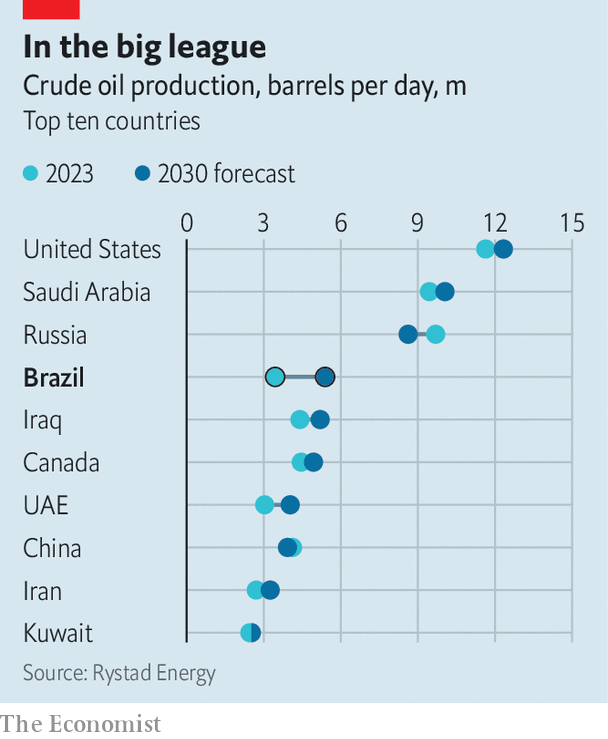 In the big league
Crude oil production, barrels per day, m
Top ten countries
2023 2030 forecast
0 3 6 9 12 15
United States
Saudi Arabia
Russia
Brazil
Iraq
Canada
UAE
China
Iran
Kuwait
Source: Rystad Energy
The Economist